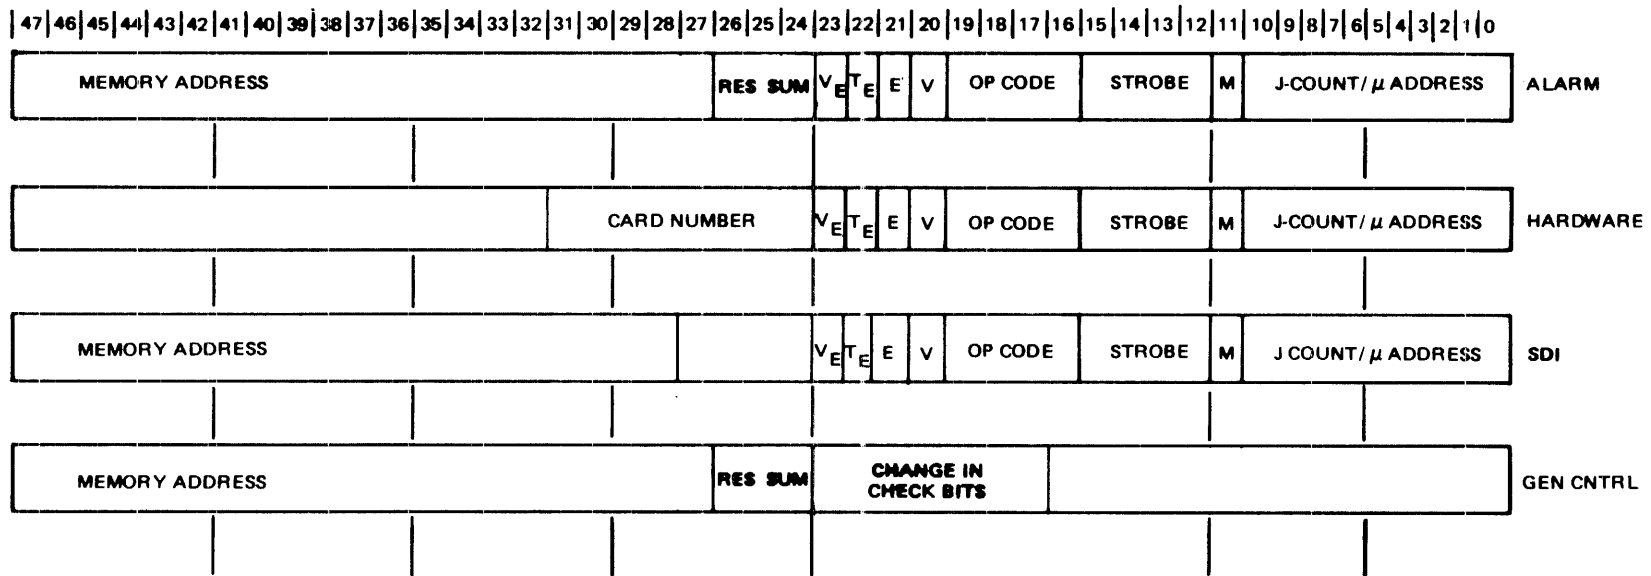 47 46 45 44 43 42 41 40 39 38 37 36 35 34 33 32 31 30 29 28 27 26 25 24 23 22 21 20 19 18 17 16 15 14 13 12 11 10 9 8 7 6 5 4 3 2 1 0
MEMORY ADDRESS RES SUM VE TE E V OP CODE STROBE M J-COUNT/ μ ADDRESS ALARM
CARD NUMBER VE TE E V OP CODE STROBE M J-COUNT/ μ ADDRESS HARDWARE
MEMORY ADDRESS VE TE E V OP CODE STROBE M J COUNT/ μ ADDRESS SDI
MEMORY ADDRESS RES SUM CHANGE IN
CHECK BITS GEN CNTRL